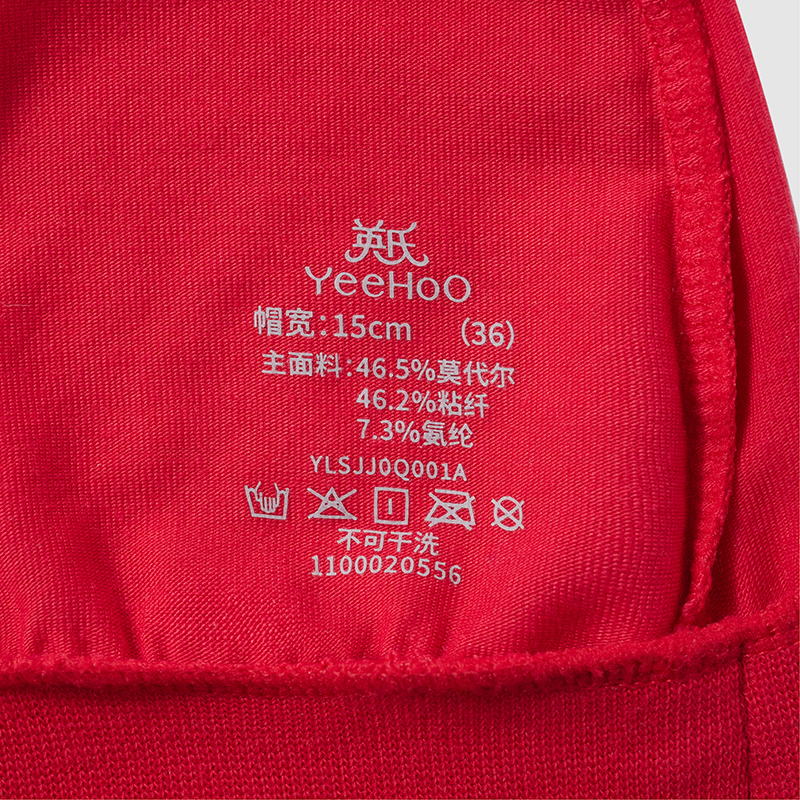 英氏
YeeHoO
帽宽:15cm (36)
主面料:46.5%莫代尔
46.2%粘纤
7.3%氨纶
YLSJJ0Q001A
不可干洗
1100020556